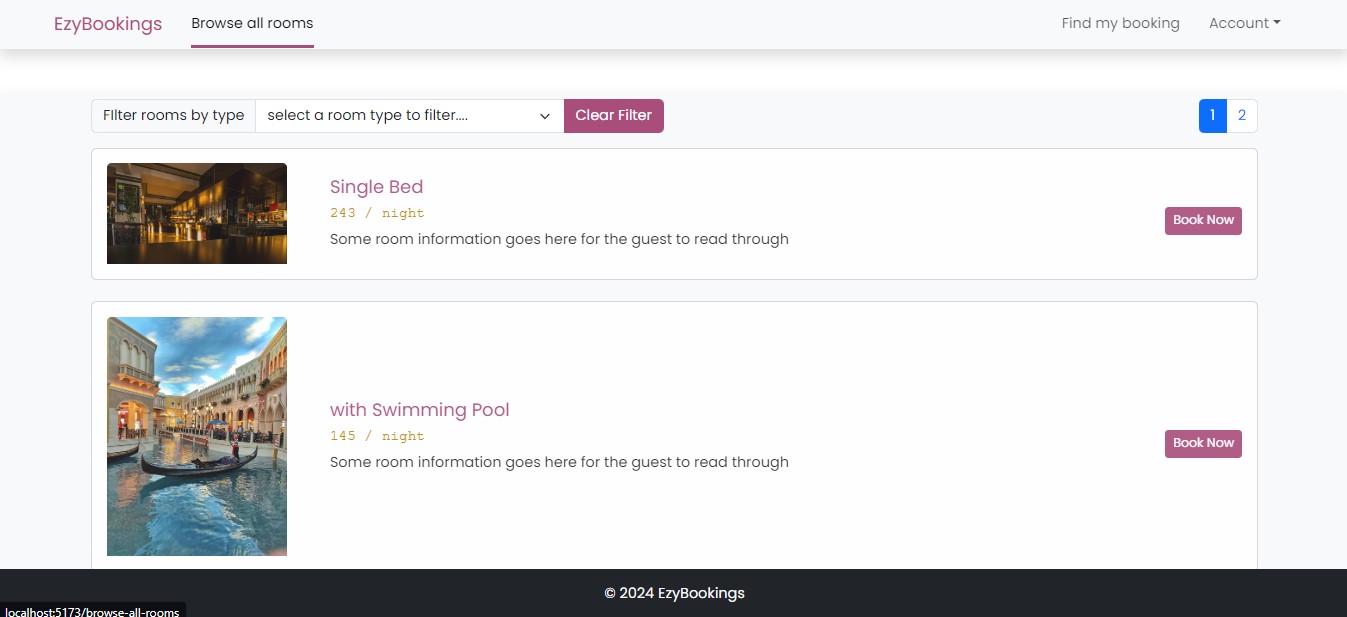 EzyBookings Browse all rooms Find my booking Account
FIlter rooms by type select a room type to filter.... Clear Filter 1 2
Single Bed
243 / night
Some room information goes here for the guest to read through
Book Now
with Swimming Pool
145 / night
Some room information goes here for the guest to read through
Book Now
© 2024 EzyBookings
localhost:5173/browse-all-rooms